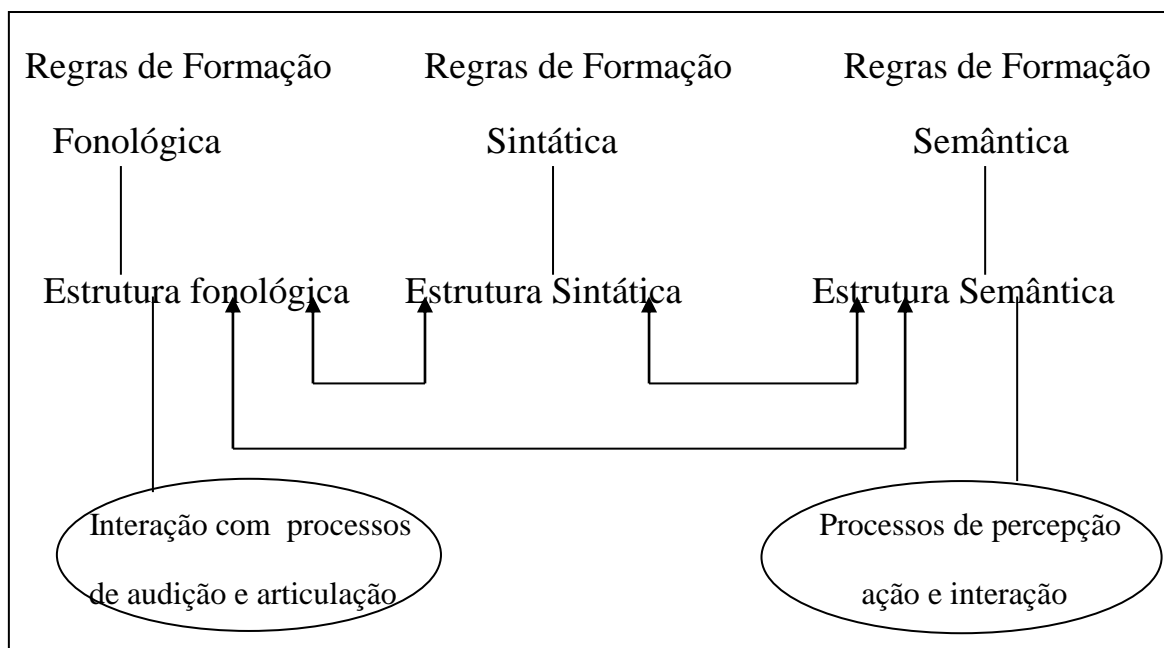 Regras de Formação Regras de Formação Regras de Formação
Fonológica Sintática Semântica
Estrutura fonológica Estrutura Sintática Estrutura Semântica
Interação com processos Processos de percepção
de audição e articulação ação e interação